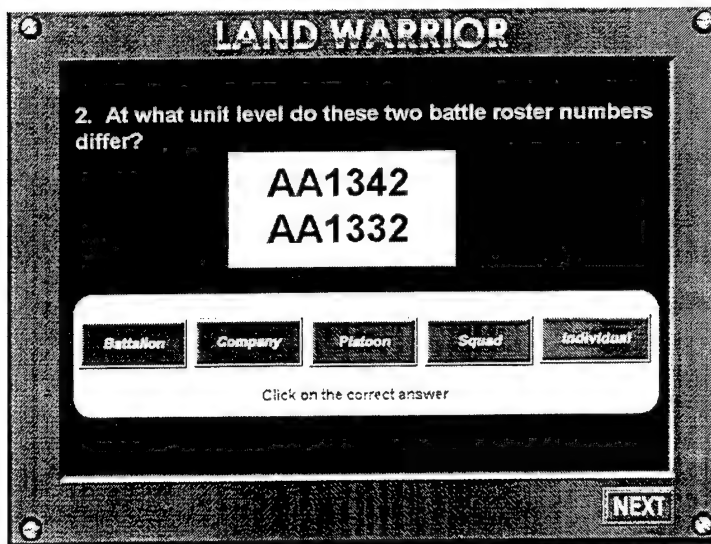 LAND WARRIOR
2. At what unit level do these two battle roster numbers
differ?
AA1342
AA1332
Battalion Company Platoon Squad Individual
Click on the correct answer
NEXT